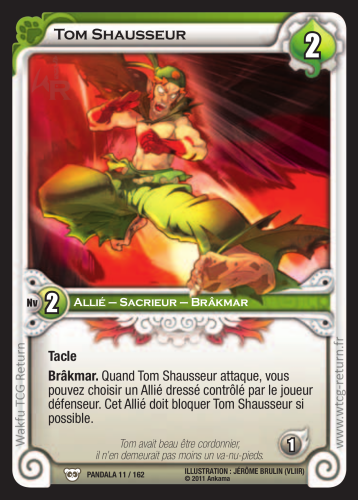 Tom Shausseur
2
Nv 2 Allié – Sacrieur – Brâkmar
Tacle
Brâkmar. Quand Tom Shausseur attaque, vous
pouvez choisir un Allié dressé contrôlé par le joueur
défenseur. Cet Allié doit bloquer Tom Shausseur si
possible.
Tom avait beau être cordonnier,
il n'en demeurait pas moins un va-nu-pieds.
1
PANDALA 11 / 162
ILLUSTRATION : JÉRÔME BRULIN (VLIIR)
© 2011 Ankama
Wakfu TCG Return
www.wtcg-return.fr